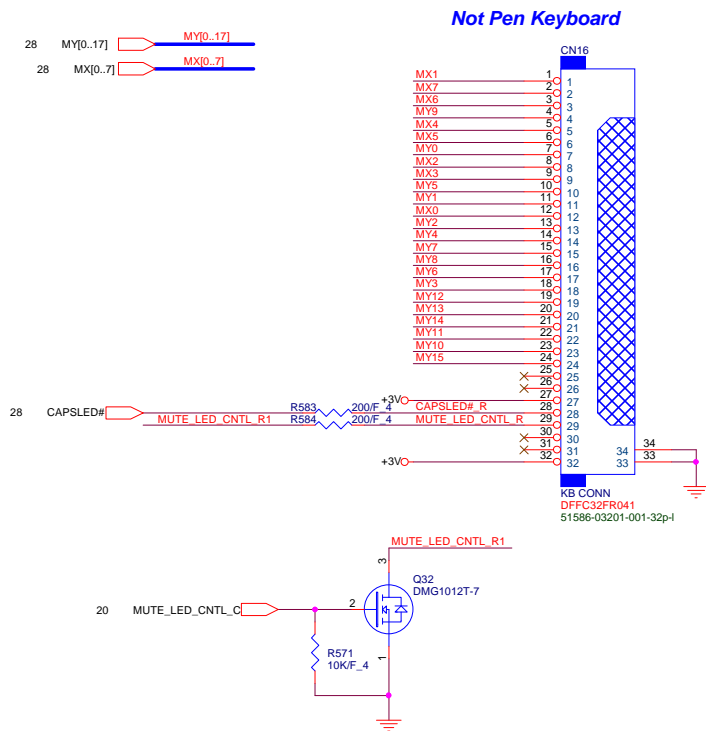 Not Pen Keyboard
28 MY[0..17] MY[0..17]
28 MX[0..7] MX[0..7]
CN16
MX1 1 1
MX7 2 2
MX6 3 3
MY9 4 4
MX4 5 5
MX5 6 6
MY0 7 7
MX2 8 8
MX3 9 9
MY5 10 10
MY1 11 11
MX0 12 12
MY2 13 13
MY4 14 14
MY7 15 15
MY8 16 16
MY6 17 17
MY3 18 18
MY12 19 19
MY13 20 20
MY14 21 21
MY11 22 22
MY10 23 23
MY15 24 24
25 25
26 26
+3V 27 27
28 CAPSLED# R583 200/F_4 CAPSLED#_R 28 28
MUTE_LED_CNTL_R1 R584 200/F_4 MUTE_LED_CNTL_R 29 29
30 30
31 31 34 34
+3V 32 32 33 33
KB CONN
DFFC32FR041
51586-03201-001-32p-l
MUTE_LED_CNTL_R1
3
Q32
DMG1012T-7
20 MUTE_LED_CNTL_C 2
1
R571
10K/F_4